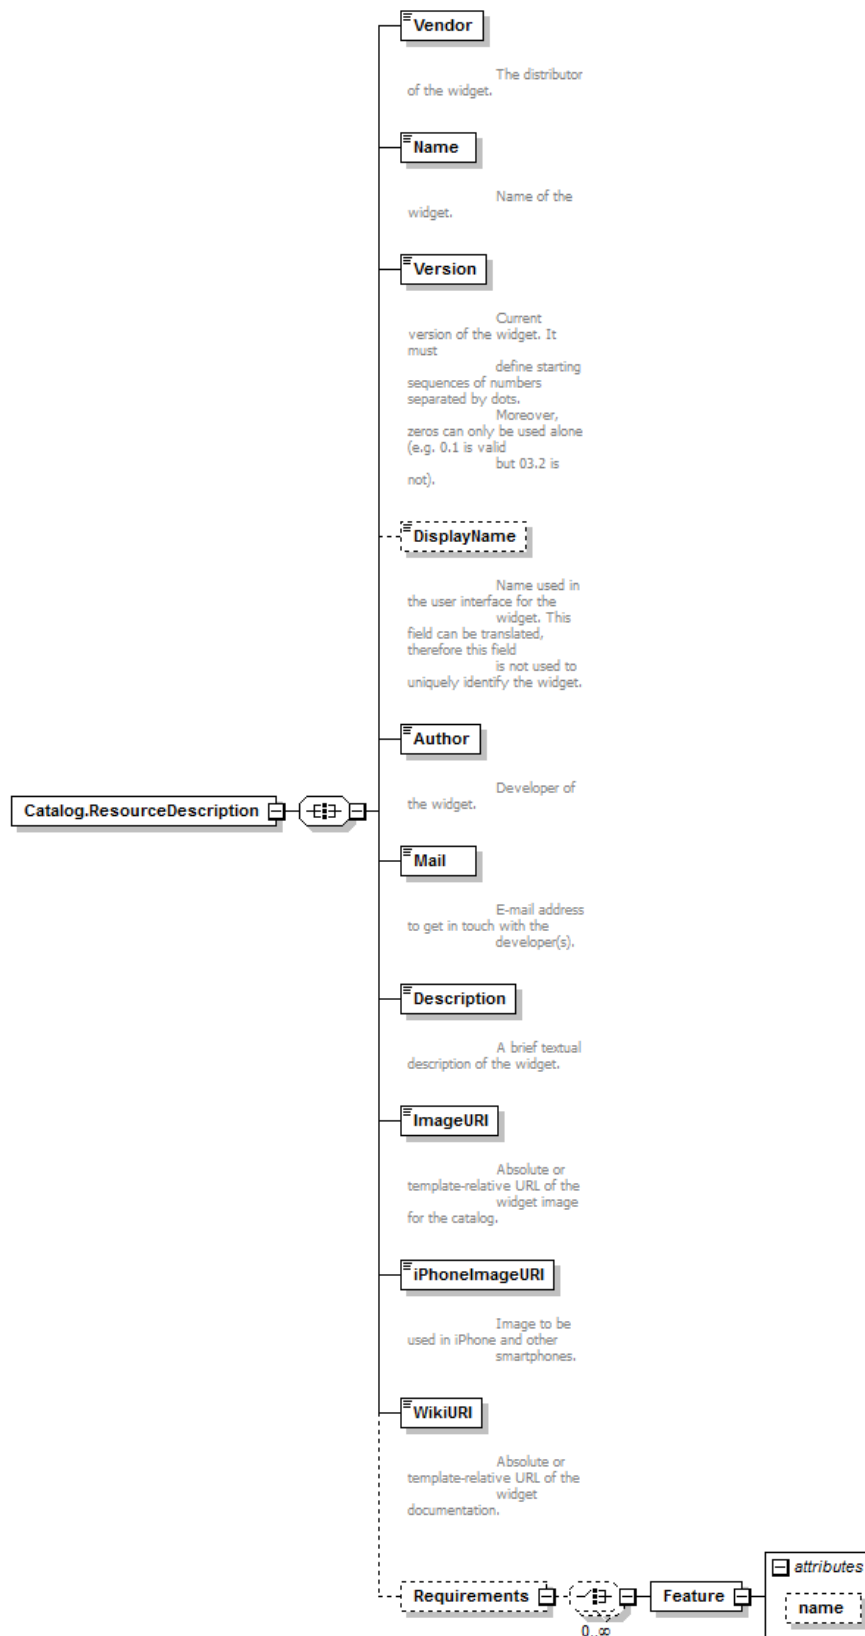 Vendor
The distributor
of the widget.
Name
Name of the
widget.
Version
Current
version of the widget. It
must
define starting
sequences of numbers
separated by dots.
Moreover,
zeros can only be used alone
(e.g. 0.1 is valid
but 03.2 is
not).
DisplayName
Name used in
the user interface for the
widget. This
field can be translated,
therefore this field
is not used to
uniquely identify the widget.
Author
Developer of
the widget.
Catalog.ResourceDescription
Mail
E-mail address
to get in touch with the
developer(s).
Description
A brief textual
description of the widget.
ImageURI
Absolute or
template-relative URL of the
widget image
for the catalog.
iPhoneImageURI
Image to be
used in iPhone and other
smartphones.
WikiURI
Absolute or
template-relative URL of the
widget
documentation.
attributes
Requirements
Feature
name
0..∞